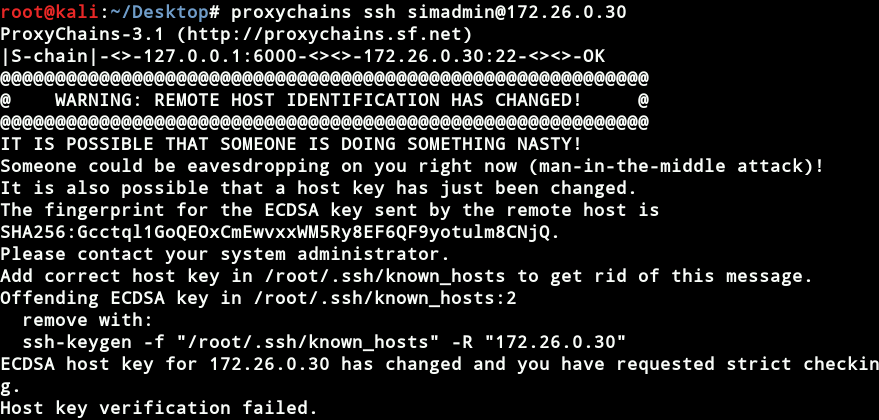 root@kali:~/Desktop# proxychains ssh simadmin@172.26.0.30
ProxyChains-3.1 (http://proxychains.sf.net)
|S-chain|-<>-127.0.0.1:6000-<><>-172.26.0.30:22-<><>-OK
@@@@@@@@@@@@@@@@@@@@@@@@@@@@@@@@@@@@@@@@@@@@@@@@@@@@@@@@@@@
@    WARNING: REMOTE HOST IDENTIFICATION HAS CHANGED!     @
@@@@@@@@@@@@@@@@@@@@@@@@@@@@@@@@@@@@@@@@@@@@@@@@@@@@@@@@@@@
IT IS POSSIBLE THAT SOMEONE IS DOING SOMETHING NASTY!
Someone could be eavesdropping on you right now (man-in-the-middle attack)!
It is also possible that a host key has just been changed.
The fingerprint for the ECDSA key sent by the remote host is
SHA256:Gcctql1GoQEOxCmEwvxxWM5Ry8EF6QF9yotulm8CNjQ.
Please contact your system administrator.
Add correct host key in /root/.ssh/known_hosts to get rid of this message.
Offending ECDSA key in /root/.ssh/known_hosts:2
  remove with:
  ssh-keygen -f "/root/.ssh/known_hosts" -R "172.26.0.30"
ECDSA host key for 172.26.0.30 has changed and you have requested strict checkin
g.
Host key verification failed.